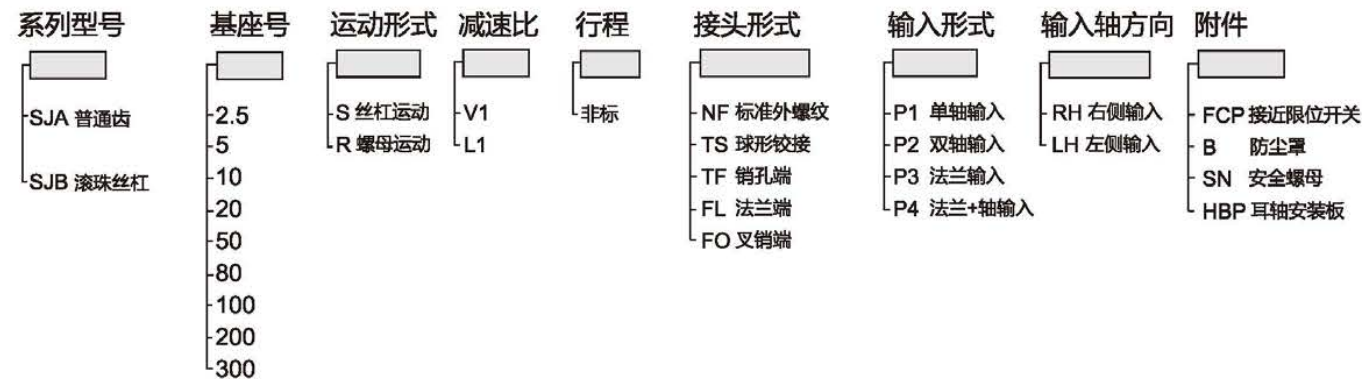 系列型号
SJA 普通齿
SJB 滚珠丝杠
基座号
2.5
5
10
20
50
80
100
200
300
运动形式
S 丝杠运动
R 螺母运动
减速比
V1
L1
行程
非标
接头形式
NF 标准外螺纹
TS 球形铰接
TF 销孔端
FL 法兰端
FO 叉销端
输入形式
P1 单轴输入
P2 双轴输入
P3 法兰输入
P4 法兰+轴输入
输入轴方向
RH 右侧输入
LH 左侧输入
附件
FCP 接近限位开关
B 防尘罩
SN 安全螺母
HBP 耳轴安装板